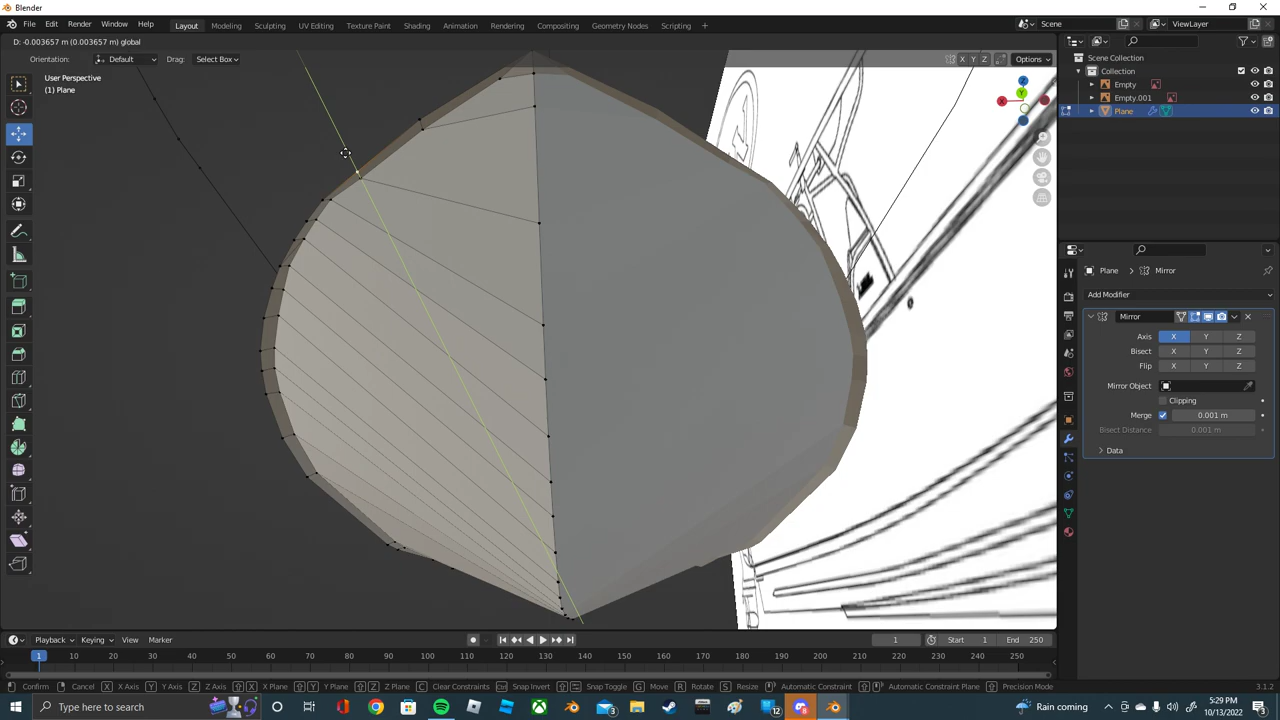 Blender
File Edit Render Window Help Layout Modeling Sculpting UV Editing Texture Paint Shading Animation Rendering Compositing Geometry Nodes Scripting + Scene ViewLayer
D: -0.003657 m (0.003657 m) global
Orientation: Default Drag: Select Box X Y Z Options
User Perspective
(1) Plane
Scene Collection
Collection
Empty
Empty.001
Plane
Z
Y
X
Plane Mirror
Add Modifier
Mirror
Axis X Y Z
Bisect X Y Z
Flip X Y Z
Mirror Object
Clipping
Merge 0.001 m
Bisect Distance 0.001 m
Data
Playback Keying View Marker 1 Start 1 End 250
1 10 20 30 40 50 60 70 80 90 100 110 120 130 140 150 160 170 180 190 200 210 220 230 240 250
Confirm Cancel X X Axis Y Y Axis Z Z Axis X X Plane Y Y Plane Z Z Plane C Clear Constraints Snap Invert Snap Toggle G Move R Rotate S Resize Automatic Constraint Automatic Constraint Plane Precision Mode 3.1.2
Type here to search 3 12 8 Rain coming 5:29 PM
10/13/2022